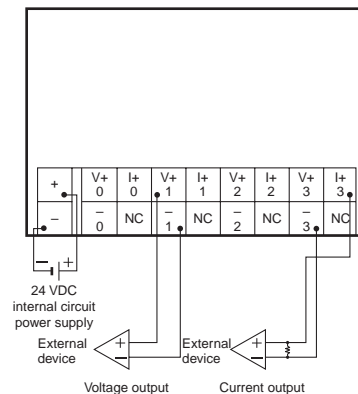 + V+ 0 I+ 0 V+ 1 I+ 1 V+ 2 I+ 2 V+ 3 I+ 3
− − 0 NC − 1 NC − 2 NC − 3 NC
− +
24 VDC
internal circuit
power supply
External
device
+
−
Voltage output
External
device
+
−
Current output